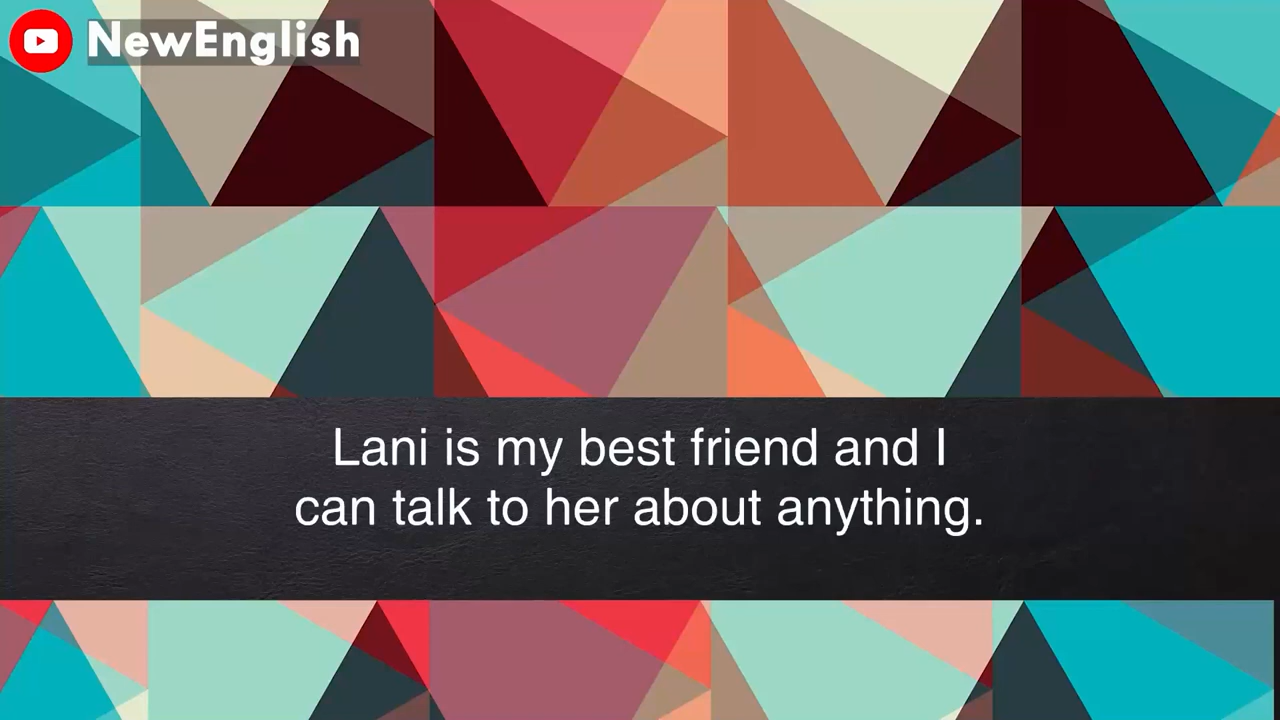 NewEnglish
Lani is my best friend and I
can talk to her about anything.